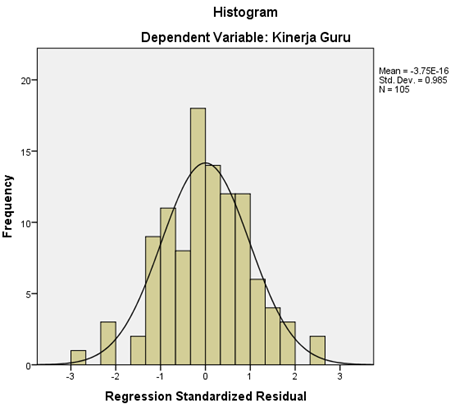 Histogram
Dependent Variable: Kinerja Guru
Mean = -3.75E-16
Std. Dev. = 0.985
N = 105
20
15
10
5
0
Frequency
-3 -2 -1 0 1 2 3
Regression Standardized Residual